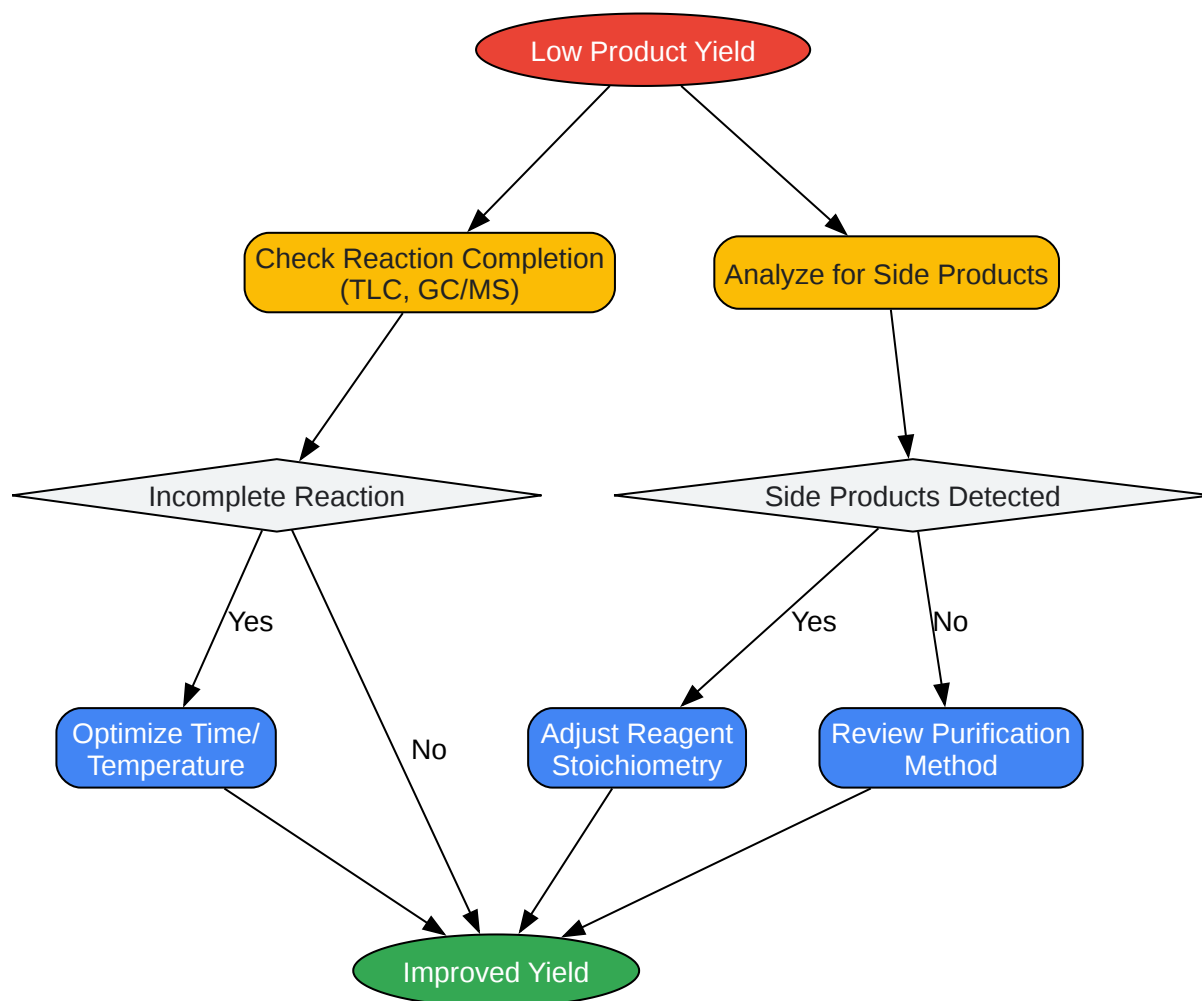 Low Product Yield
Check Reaction Completion
(TLC, GC/MS)
Analyze for Side Products
Incomplete Reaction
Side Products Detected
Yes
Yes
No
Optimize Time/
Temperature
No
Adjust Reagent
Stoichiometry
Review Purification
Method
Improved Yield